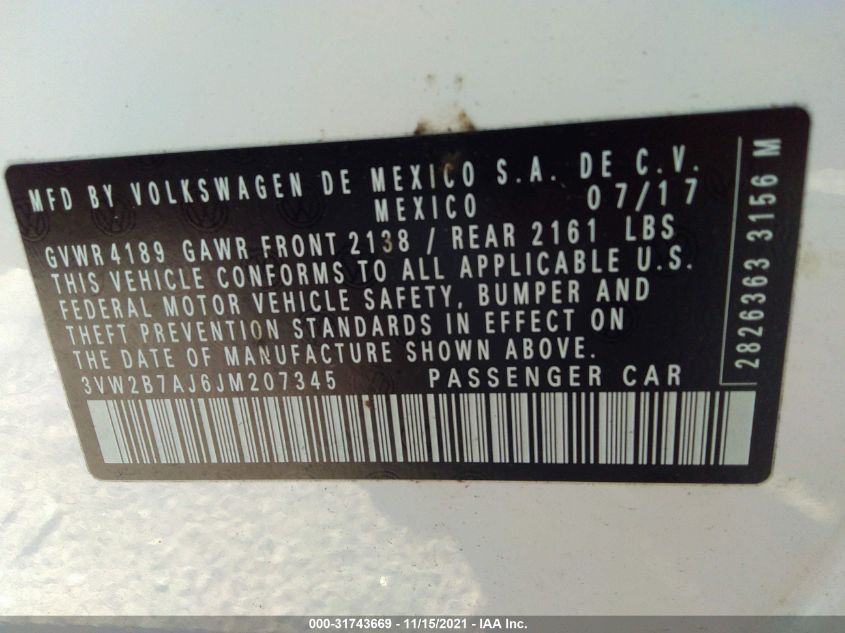 MFD BY VOLKSWAGEN DE MEXICO S.A. DE C.V.
MEXICO 07/17
GVWR 4189 GAWR FRONT 2138 / REAR 2161 LBS
THIS VEHICLE CONFORMS TO ALL APPLICABLE U.S.
FEDERAL MOTOR VEHICLE SAFETY, BUMPER AND
THEFT PREVENTION STANDARDS IN EFFECT ON
THE DATE OF MANUFACTURE SHOWN ABOVE.
3VW2B7AJ6JM207345 PASSENGER CAR
2826363 3156 M
000-31743669 - 11/15/2021 - IAA Inc.